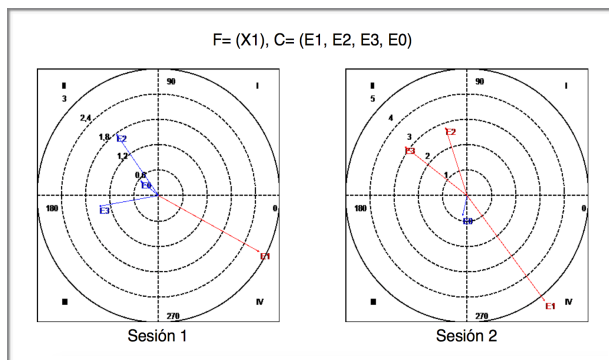 F= (X1), C= (E1, E2, E3, E0)
II 90 I
3
2,4
1,8
E2
1,2
0,6
E0
180 0
E3
E1
III 270 IV
Sesión 1
II 90 I
5
4
3
E2
E3
2
1
180 0
E0
E1
III 270 IV
Sesión 2